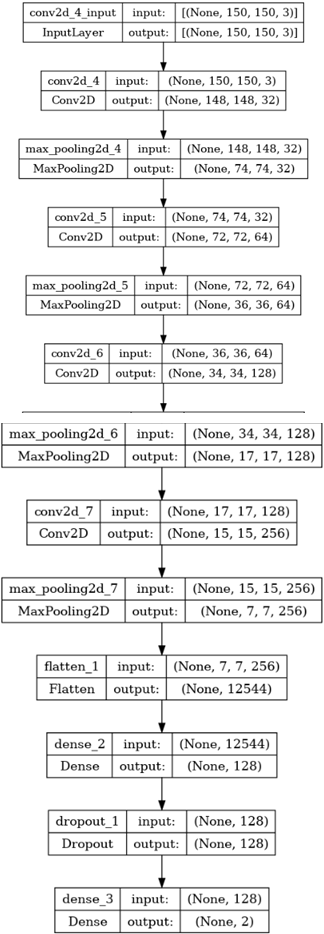 conv2d_4_input input: [(None, 150, 150, 3)]
InputLayer output: [(None, 150, 150, 3)]
conv2d_4 input: (None, 150, 150, 3)
Conv2D output: (None, 148, 148, 32)
max_pooling2d_4 input: (None, 148, 148, 32)
MaxPooling2D output: (None, 74, 74, 32)
conv2d_5 input: (None, 74, 74, 32)
Conv2D output: (None, 72, 72, 64)
max_pooling2d_5 input: (None, 72, 72, 64)
MaxPooling2D output: (None, 36, 36, 64)
conv2d_6 input: (None, 36, 36, 64)
Conv2D output: (None, 34, 34, 128)
max_pooling2d_6 input: (None, 34, 34, 128)
MaxPooling2D output: (None, 17, 17, 128)
conv2d_7 input: (None, 17, 17, 128)
Conv2D output: (None, 15, 15, 256)
max_pooling2d_7 input: (None, 15, 15, 256)
MaxPooling2D output: (None, 7, 7, 256)
flatten_1 input: (None, 7, 7, 256)
Flatten output: (None, 12544)
dense_2 input: (None, 12544)
Dense output: (None, 128)
dropout_1 input: (None, 128)
Dropout output: (None, 128)
dense_3 input: (None, 128)
Dense output: (None, 2)